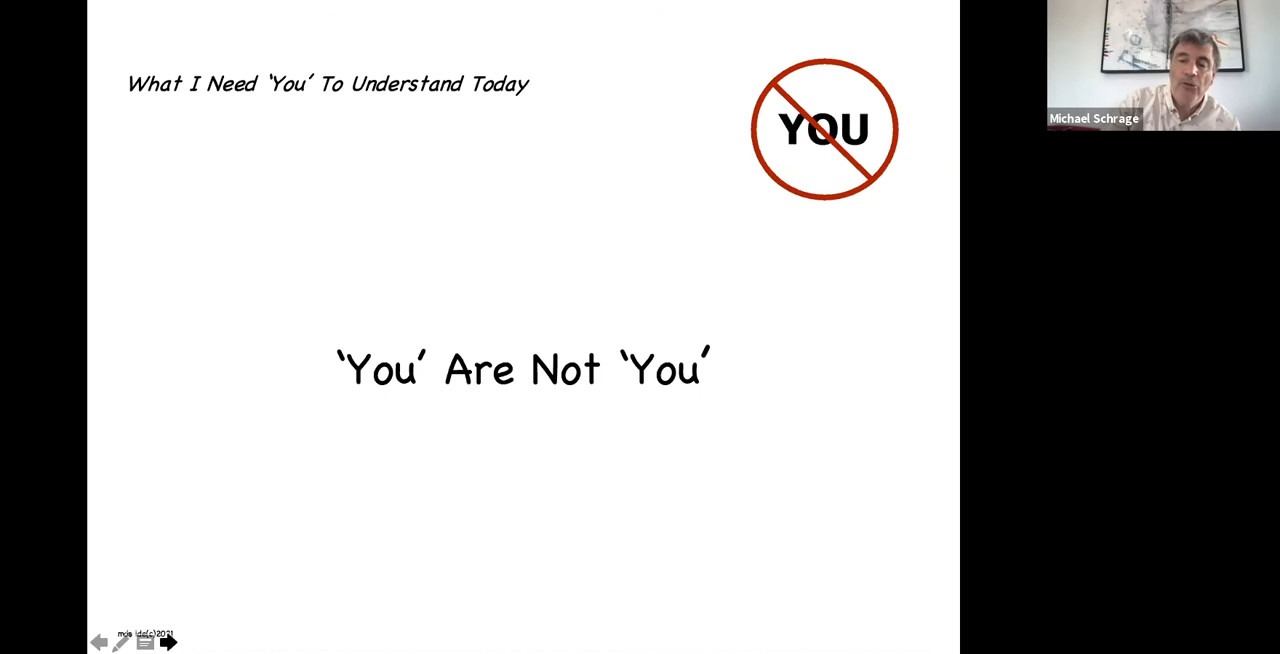 What I Need ‘You’ To Understand Today
YOU
Michael Schrage
‘You’ Are Not ‘You’